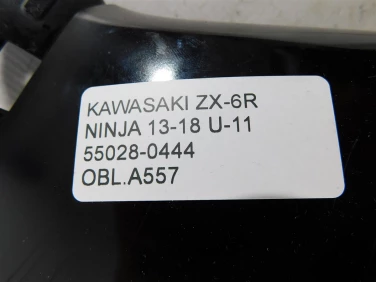 KAWASAKI ZX-6R
NINJA 13-18 U-11
55028-0444
OBL.A557